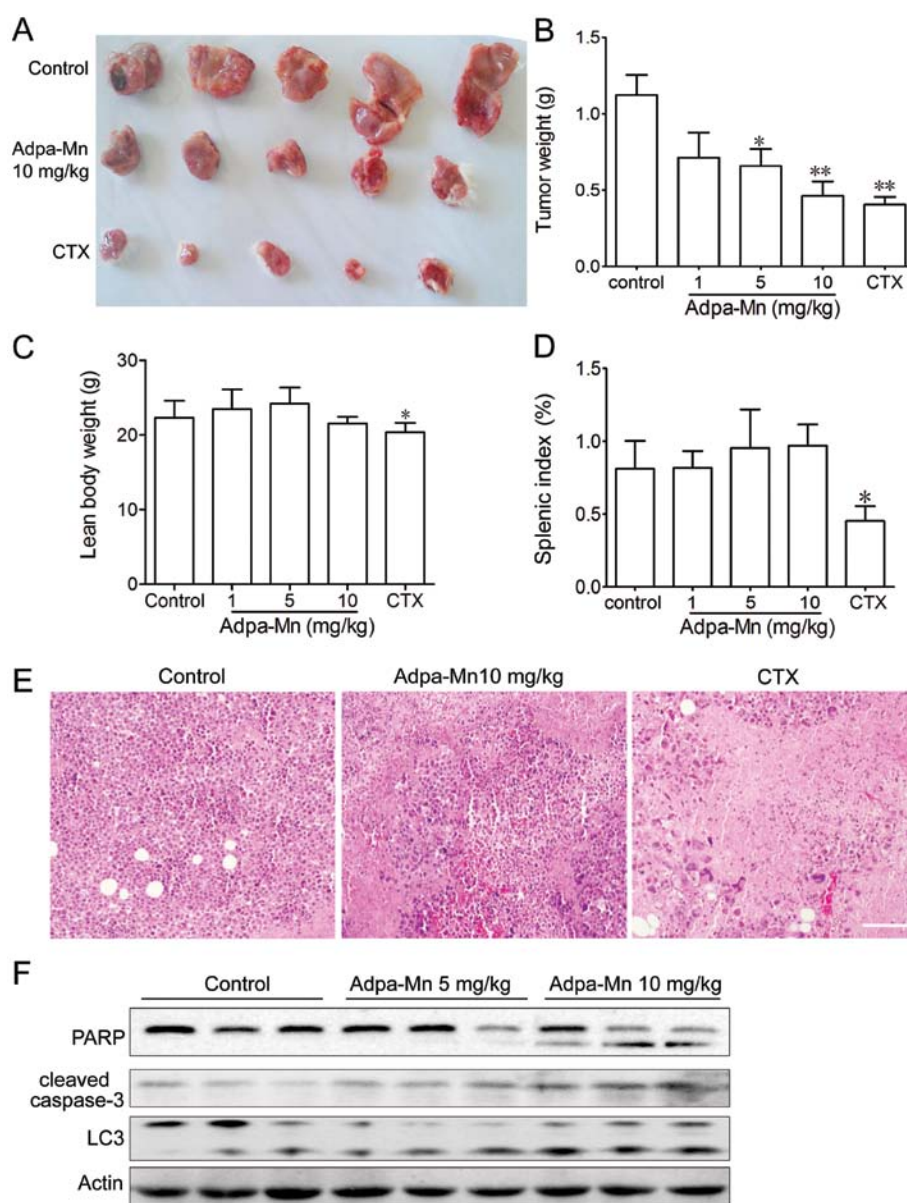 A
Control
Adpa-Mn
10 mg/kg
CTX
B
Tumor weight (g)
1.5
1.0
0.5
0.0
*
**
**
control
1
5
10
CTX
Adpa-Mn (mg/kg)
C
Lean body weight (g)
30
20
10
0
*
Control
1
5
10
CTX
Adpa-Mn (mg/kg)
D
Splenic index (%)
1.5
1.0
0.5
0.0
*
control
1
5
10
CTX
Adpa-Mn (mg/kg)
E
Control
Adpa-Mn10 mg/kg
CTX
F
Control
Adpa-Mn 5 mg/kg
Adpa-Mn 10 mg/kg
PARP
cleaved
caspase-3
LC3
Actin